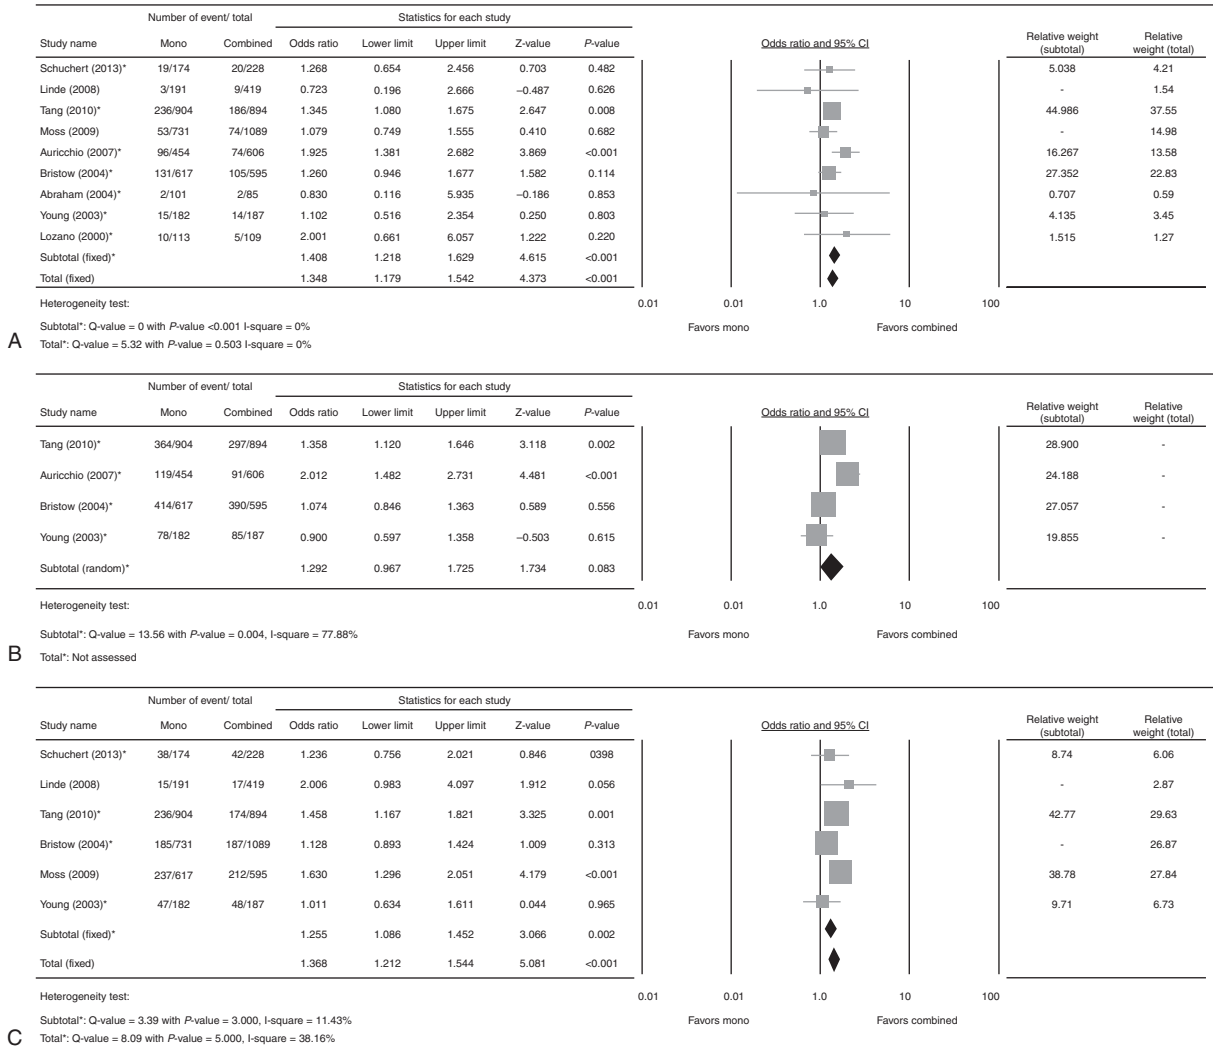 Number of event/ total Statistics for each study
Study name Mono Combined Odds ratio Lower limit Upper limit Z-value P-value Odds ratio and 95% CI Relative weight (subtotal) Relative weight (total)
Schuchert (2013)* 19/174 20/228 1.268 0.654 2.456 0.703 0.482 5.038 4.21
Linde (2008) 3/191 9/419 0.723 0.196 2.666 −0.487 0.626 - 1.54
Tang (2010)* 236/904 186/894 1.345 1.080 1.675 2.647 0.008 44.986 37.55
Moss (2009) 53/731 74/1089 1.079 0.749 1.555 0.410 0.682 - 14.98
Auricchio (2007)* 96/454 74/606 1.925 1.381 2.682 3.869 <0.001 16.267 13.58
Bristow (2004)* 131/617 105/595 1.260 0.946 1.677 1.582 0.114 27.352 22.83
Abraham (2004)* 2/101 2/85 0.830 0.116 5.935 −0.186 0.853 0.707 0.59
Young (2003)* 15/182 14/187 1.102 0.516 2.354 0.250 0.803 4.135 3.45
Lozano (2000)* 10/113 5/109 2.001 0.661 6.057 1.222 0.220 1.515 1.27
Subtotal (fixed)* 1.408 1.218 1.629 4.615 <0.001
Total (fixed) 1.348 1.179 1.542 4.373 <0.001
Heterogeneity test: 0.01 0.01 1.0 10 100
Subtotal*: Q-value = 0 with P-value <0.001 I-square = 0% Favors mono Favors combined
A Total*: Q-value = 5.32 with P-value = 0.503 I-square = 0%
Number of event/ total Statistics for each study
Study name Mono Combined Odds ratio Lower limit Upper limit Z-value P-value Odds ratio and 95% CI Relative weight (subtotal) Relative weight (total)
Tang (2010)* 364/904 297/894 1.358 1.120 1.646 3.118 0.002 28.900 -
Auricchio (2007)* 119/454 91/606 2.012 1.482 2.731 4.481 <0.001 24.188 -
Bristow (2004)* 414/617 390/595 1.074 0.846 1.363 0.589 0.556 27.057 -
Young (2003)* 78/182 85/187 0.900 0.597 1.358 −0.503 0.615 19.855 -
Subtotal (random)* 1.292 0.967 1.725 1.734 0.083
Heterogeneity test: 0.01 0.01 1.0 10 100
Subtotal*: Q-value = 13.56 with P-value = 0.004, I-square = 77.88% Favors mono Favors combined
B Total*: Not assessed
Number of event/ total Statistics for each study
Study name Mono Combined Odds ratio Lower limit Upper limit Z-value P-value Odds ratio and 95% CI Relative weight (subtotal) Relative weight (total)
Schuchert (2013)* 38/174 42/228 1.236 0.756 2.021 0.846 0398 8.74 6.06
Linde (2008) 15/191 17/419 2.006 0.983 4.097 1.912 0.056 - 2.87
Tang (2010)* 236/904 174/894 1.458 1.167 1.821 3.325 0.001 42.77 29.63
Bristow (2004)* 185/731 187/1089 1.128 0.893 1.424 1.009 0.313 - 26.87
Moss (2009) 237/617 212/595 1.630 1.296 2.051 4.179 <0.001 38.78 27.84
Young (2003)* 47/182 48/187 1.011 0.634 1.611 0.044 0.965 9.71 6.73
Subtotal (fixed)* 1.255 1.086 1.452 3.066 0.002
Total (fixed) 1.368 1.212 1.544 5.081 <0.001
Heterogeneity test: 0.01 0.01 1.0 10 100
Subtotal*: Q-value = 3.39 with P-value = 3.000, I-square = 11.43% Favors mono Favors combined
C Total*: Q-value = 8.09 with P-value = 5.000, I-square = 38.16%